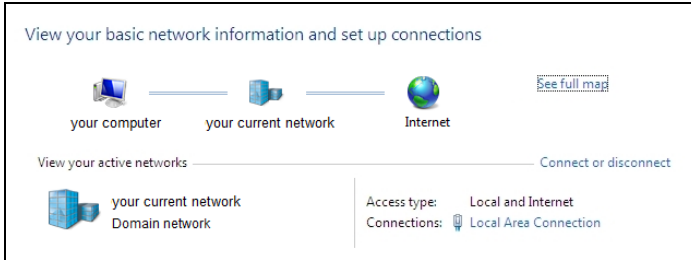 View your basic network information and set up connections
See full map
your computer your current network Internet
View your active networks Connect or disconnect
your current network Access type: Local and Internet
Domain network Connections: Local Area Connection